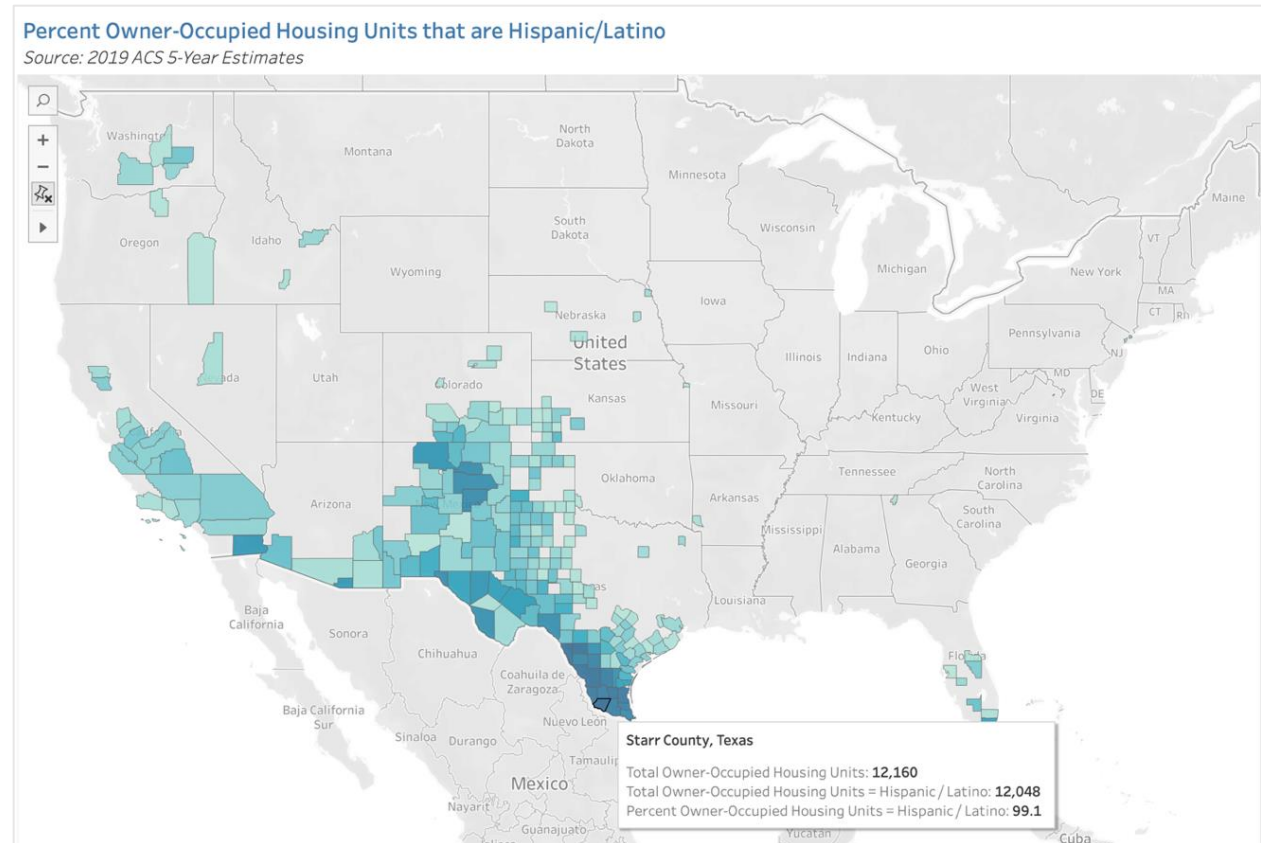 Percent Owner-Occupied Housing Units that are Hispanic/Latino
Source: 2019 ACS 5-Year Estimates
Washington
Montana
North
Dakota
Minnesota
Maine
Oregon
Idaho
South
Dakota
Wisconsin
VT
Wyoming
Michigan
New York
MA
Iowa
CT
Nebraska
Pennsylvania
United
States
Illinois
Indiana
Ohio
NJ
Utah
Colorado
MD
Kansas
West
Virginia
DE
Missouri
Kentucky
Virginia
Oklahoma
Tennessee
North
Carolina
Arizona
Arkansas
South
Carolina
Mississippi
Alabama
Georgia
Louisiana
Baja
California
Sonora
Chihuahua
Florida
Coahuila de
Zaragoza
Baja California
Sur
Nuevo León
Sinaloa
Durango
Starr County, Texas
Total Owner-Occupied Housing Units: 12,160
Total Owner-Occupied Housing Units = Hispanic / Latino: 12,048
Percent Owner-Occupied Housing Units = Hispanic / Latino: 99.1
Mexico
Nayarit
Guanajuato
Yucatan
Cuba